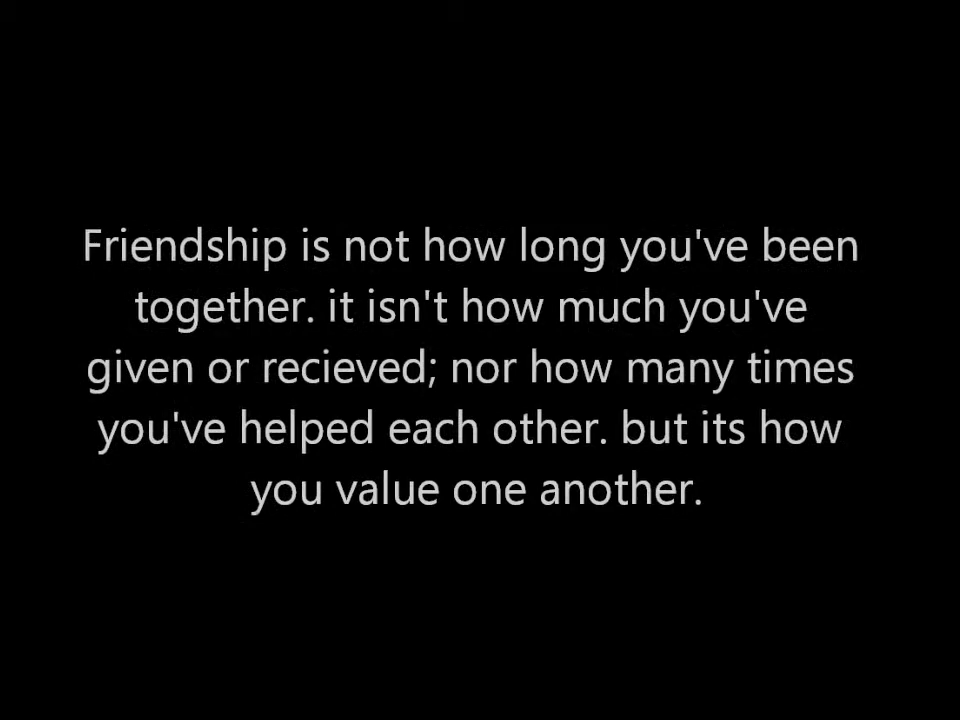 Friendship is not how long you've been
together. it isn't how much you've
given or recieved; nor how many times
you've helped each other. but its how
you value one another.